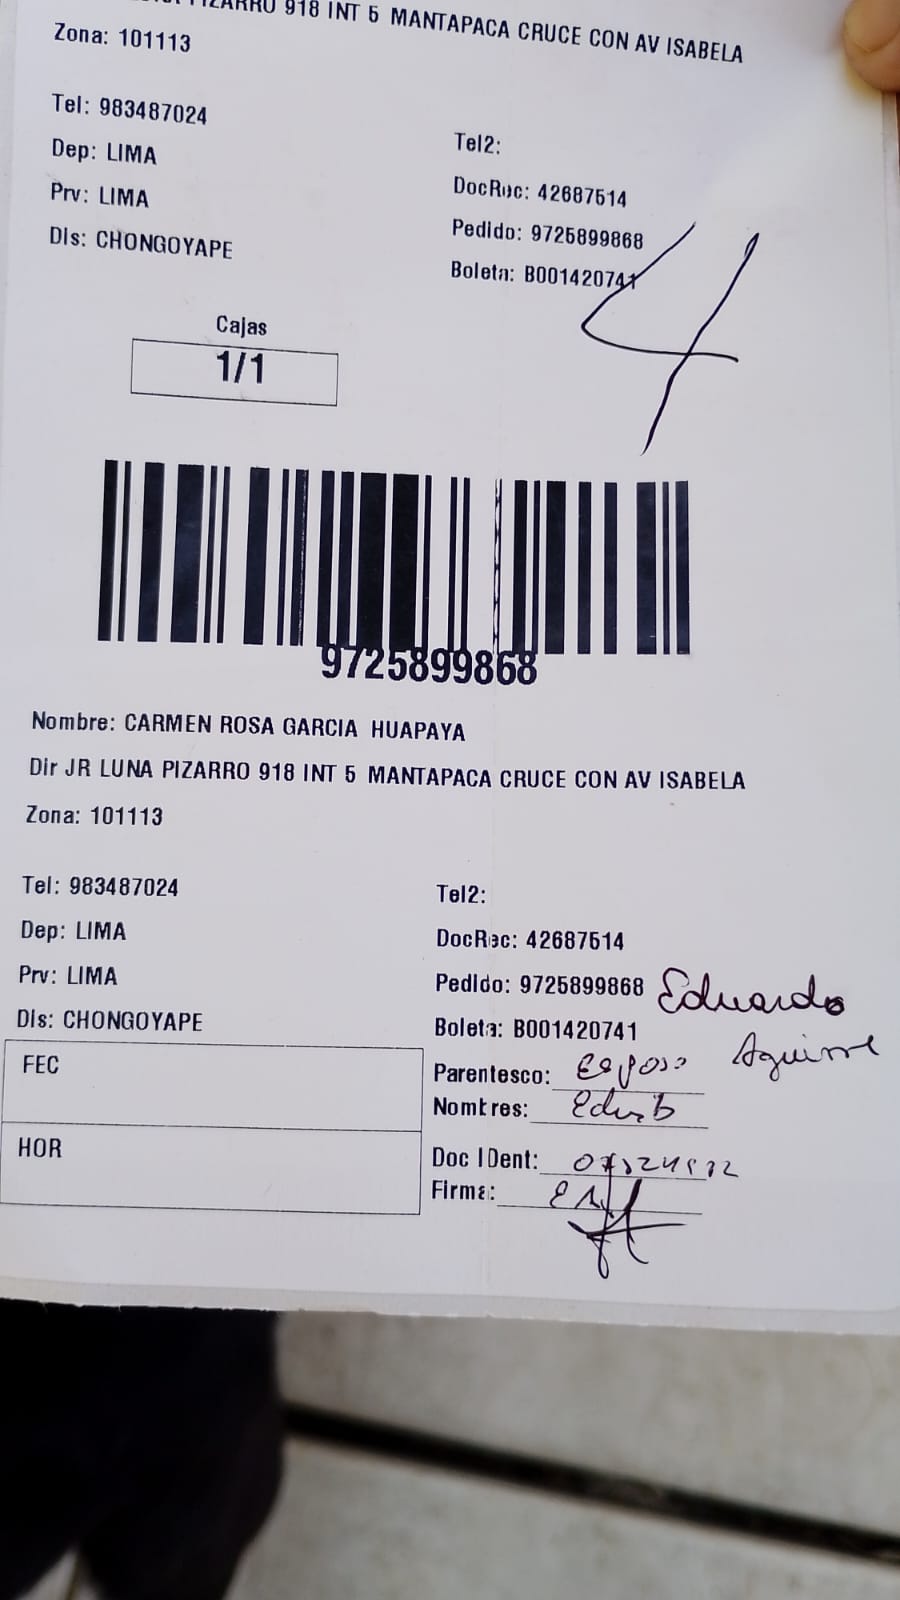 PIZARRO 918 INT 5 MANTAPACA CRUCE CON AV ISABELA
Zona: 101113
Tel: 983487024
Tel2:
Dep: LIMA
DocRec: 42687514
Prv: LIMA
Pedido: 9725899868
Dis: CHONGOYAPE
Boleta: B001420741
4
Cajas
1/1
9725899868
Nombre: CARMEN ROSA GARCIA HUAPAYA
Dir JR LUNA PIZARRO 918 INT 5 MANTAPACA CRUCE CON AV ISABELA
Zona: 101113
Tel: 983487024
Tel2:
Dep: LIMA
DocRec: 42687514
Prv: LIMA
Pedido: 9725899868 Eduardo
Dis: CHONGOYAPE
Boleta: B001420741 Aguirre
FEC
Parentesco: Esposo
Nombres:
HOR
Doc IDent:
Firma: